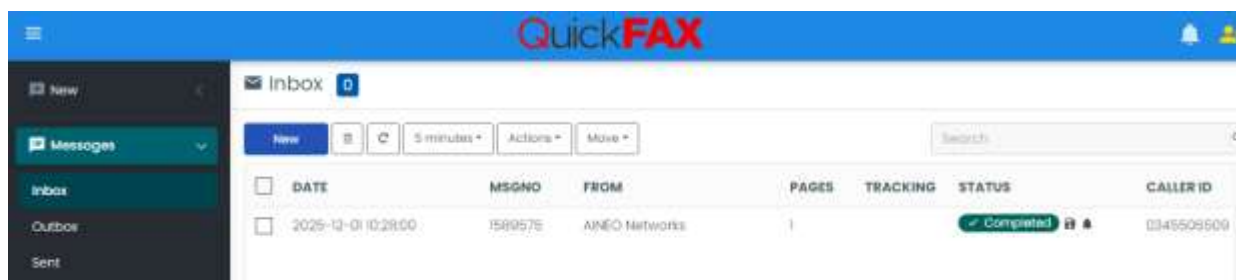 QuickFAX
New
Inbox 0
Messages
New 5 minutes Actions Move Search
Inbox
DATE MSGNO FROM PAGES TRACKING STATUS CALLER ID
Outbox
2025-12-01 10:28:00 1589575 AINEO Networks 1 Completed 0345506509
Sent